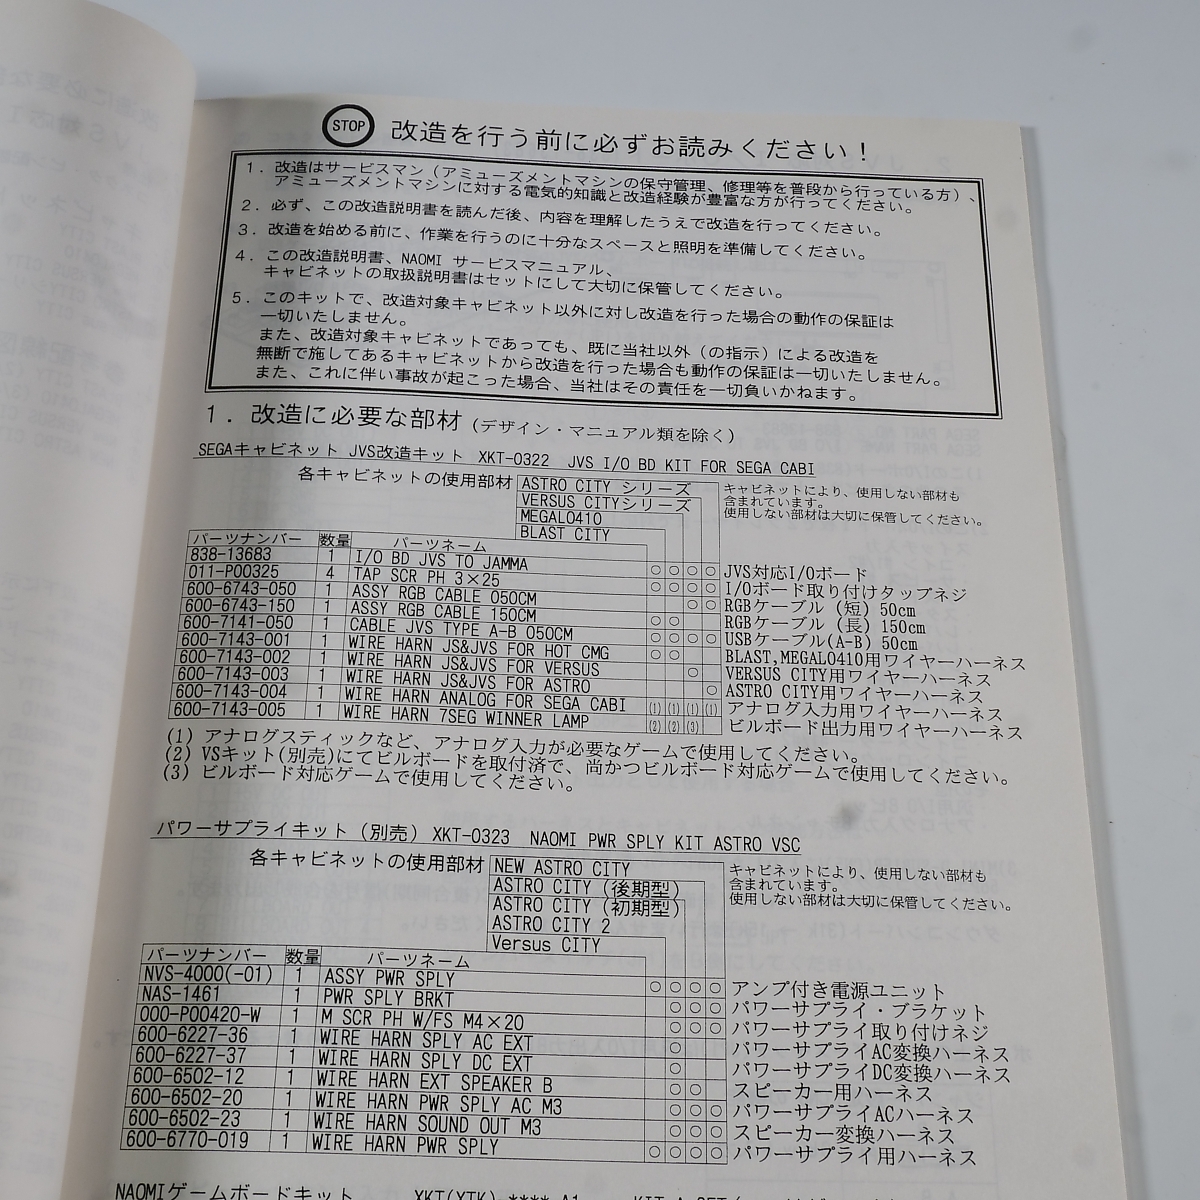 STOP 改造を行う前に必ずお読みください！
1．改造はサービスマン（アミューズメントマシンの保守管理、修理等を普段から行っている方）、
アミューズメントマシンに対する電気的知識と改造経験が豊富な方が行ってください。
2．必ず、この改造説明書を読んだ後、内容を理解したうえで改造を行ってください。
3．改造を始める前に、作業を行うのに十分なスペースと照明を準備してください。
4．この改造説明書、NAOMI サービスマニュアル、
キャビネットの取扱説明書はセットにして大切に保管してください。
5．このキットで、改造対象キャビネット以外に対し改造を行った場合の動作の保証は
一切いたしません。
また、改造対象キャビネットであっても、既に当社以外（の指示）による改造を
無断で施してあるキャビネットから改造を行った場合も動作の保証は一切いたしません。
また、これに伴い事故が起こった場合、当社はその責任を一切負いかねます。
1．改造に必要な部材（デザイン・マニュアル類を除く）
SEGAキャビネット JVS改造キット XKT-0322 JVS I/O BD KIT FOR SEGA CABI
各キャビネットの使用部材 ASTRO CITY シリーズ
VERSUS CITYシリーズ
MEGALO410
BLAST CITY
キャビネットにより、使用しない部材も
含まれています。
使用しない部材は大切に保管してください。
パーツナンバー 数量 パーツネーム
838-13683 1 I/O BD JVS TO JAMMA ○ ○ ○ ○ JVS対応I/Oボード
011-P00325 4 TAP SCR PH 3×25 ○ ○ ○ ○ I/Oボード取り付けタップネジ
600-6743-050 1 ASSY RGB CABLE 050CM ○ ○ RGBケーブル（短）50cm
600-6743-150 1 ASSY RGB CABLE 150CM ○ ○ RGBケーブル（長）150cm
600-7141-050 1 CABLE JVS TYPE A-B 050CM ○ ○ ○ ○ USBケーブル(A-B) 50cm
600-7143-001 1 WIRE HARN JS&JVS FOR HOT CMG ○ ○ BLAST,MEGALO410用ワイヤーハーネス
600-7143-002 1 WIRE HARN JS&JVS FOR VERSUS ○ VERSUS CITY用ワイヤーハーネス
600-7143-003 1 WIRE HARN JS&JVS FOR ASTRO ○ ASTRO CITY用ワイヤーハーネス
600-7143-004 1 WIRE HARN ANALOG FOR SEGA CABI (1) (1) (1) (1) アナログ入力用ワイヤーハーネス
600-7143-005 1 WIRE HARN 7SEG WINNER LAMP (2) (2) (3) ビルボード出力用ワイヤーハーネス
(1) アナログスティックなど、アナログ入力が必要なゲームで使用してください。
(2) VSキット(別売)にてビルボードを取付済で、尚かつビルボード対応ゲームで使用してください。
(3) ビルボード対応ゲームで使用してください。
パワーサプライキット（別売）XKT-0323 NAOMI PWR SPLY KIT ASTRO VSC
各キャビネットの使用部材 NEW ASTRO CITY
ASTRO CITY (後期型)
ASTRO CITY (初期型)
ASTRO CITY 2
Versus CITY
キャビネットにより、使用しない部材も
含まれています。
使用しない部材は大切に保管してください。
パーツナンバー 数量 パーツネーム
NVS-4000(-01) 1 ASSY PWR SPLY ○ ○ ○ ○ アンプ付き電源ユニット
NAS-1461 1 PWR SPLY BRKT ○ ○ ○ パワーサプライ・ブラケット
000-P00420-W 1 M SCR PH W/FS M4×20 ○ ○ ○ パワーサプライ取り付けネジ
600-6227-36 1 WIRE HARN SPLY AC EXT ○ パワーサプライAC変換ハーネス
600-6227-37 1 WIRE HARN SPLY DC EXT ○ パワーサプライDC変換ハーネス
600-6502-12 1 WIRE HARN EXT SPEAKER B ○ ○ スピーカー用ハーネス
600-6502-20 1 WIRE HARN PWR SPLY AC M3 ○ ○ ○ パワーサプライACハーネス
600-6502-23 1 WIRE HARN SOUND OUT M3 ○ ○ ○ スピーカー変換ハーネス
600-6770-019 1 WIRE HARN PWR SPLY ○ ○ ○ ○ パワーサプライ用ハーネス
NAOMIゲームボードキット